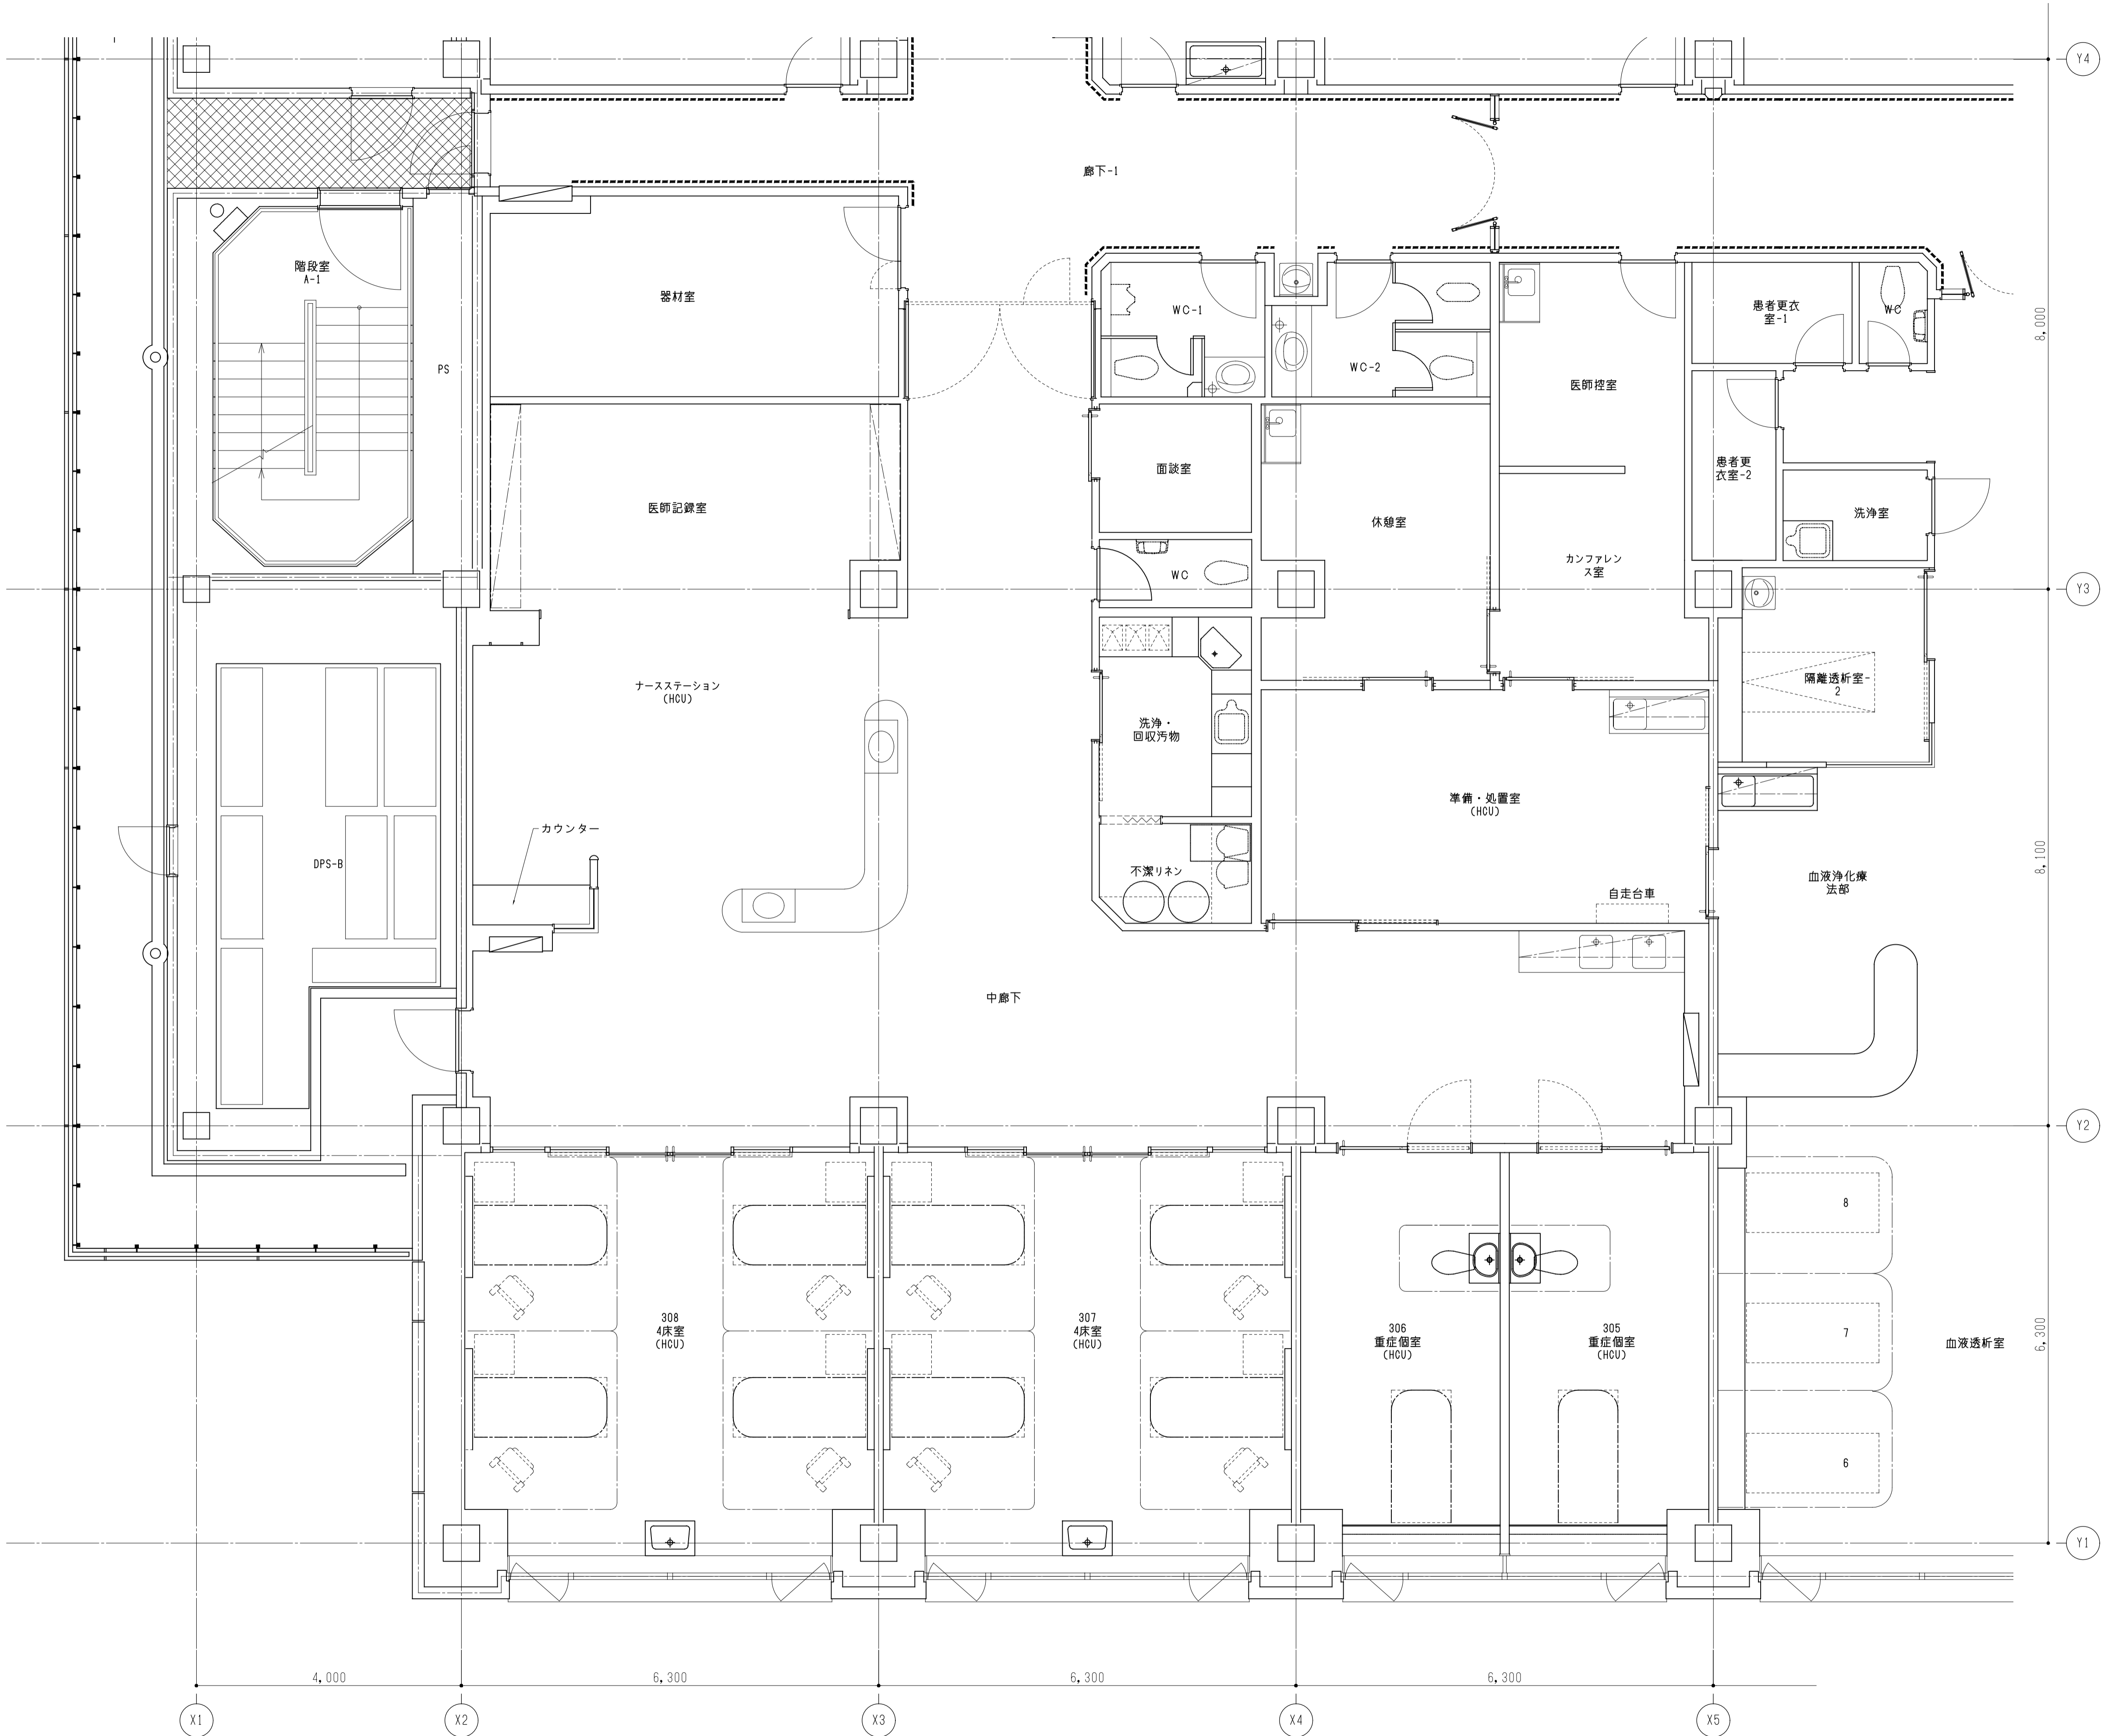 Y4
廊下-1
階段室
A-1
器材室
WC-1
WC-2
患者更衣
室-1
WC
8,000
PS
医師控室
面談室
患者更
衣室-2
医師記録室
休憩室
洗浄室
カンファレン
ス室
WC
Y3
ナースステーション
(HCU)
隔離透析室-
2
洗浄・
回収汚物
準備・処置室
(HCU)
カウンター
DPS-B
不潔リネン
自走台車
血液浄化療
法部
8,100
中廊下
Y2
8
308
4床室
(HCU)
307
4床室
(HCU)
306
重症個室
(HCU)
305
重症個室
(HCU)
7
血液透析室
6,300
6
Y1
4,000
6,300
6,300
6,300
X1
X2
X3
X4
X5